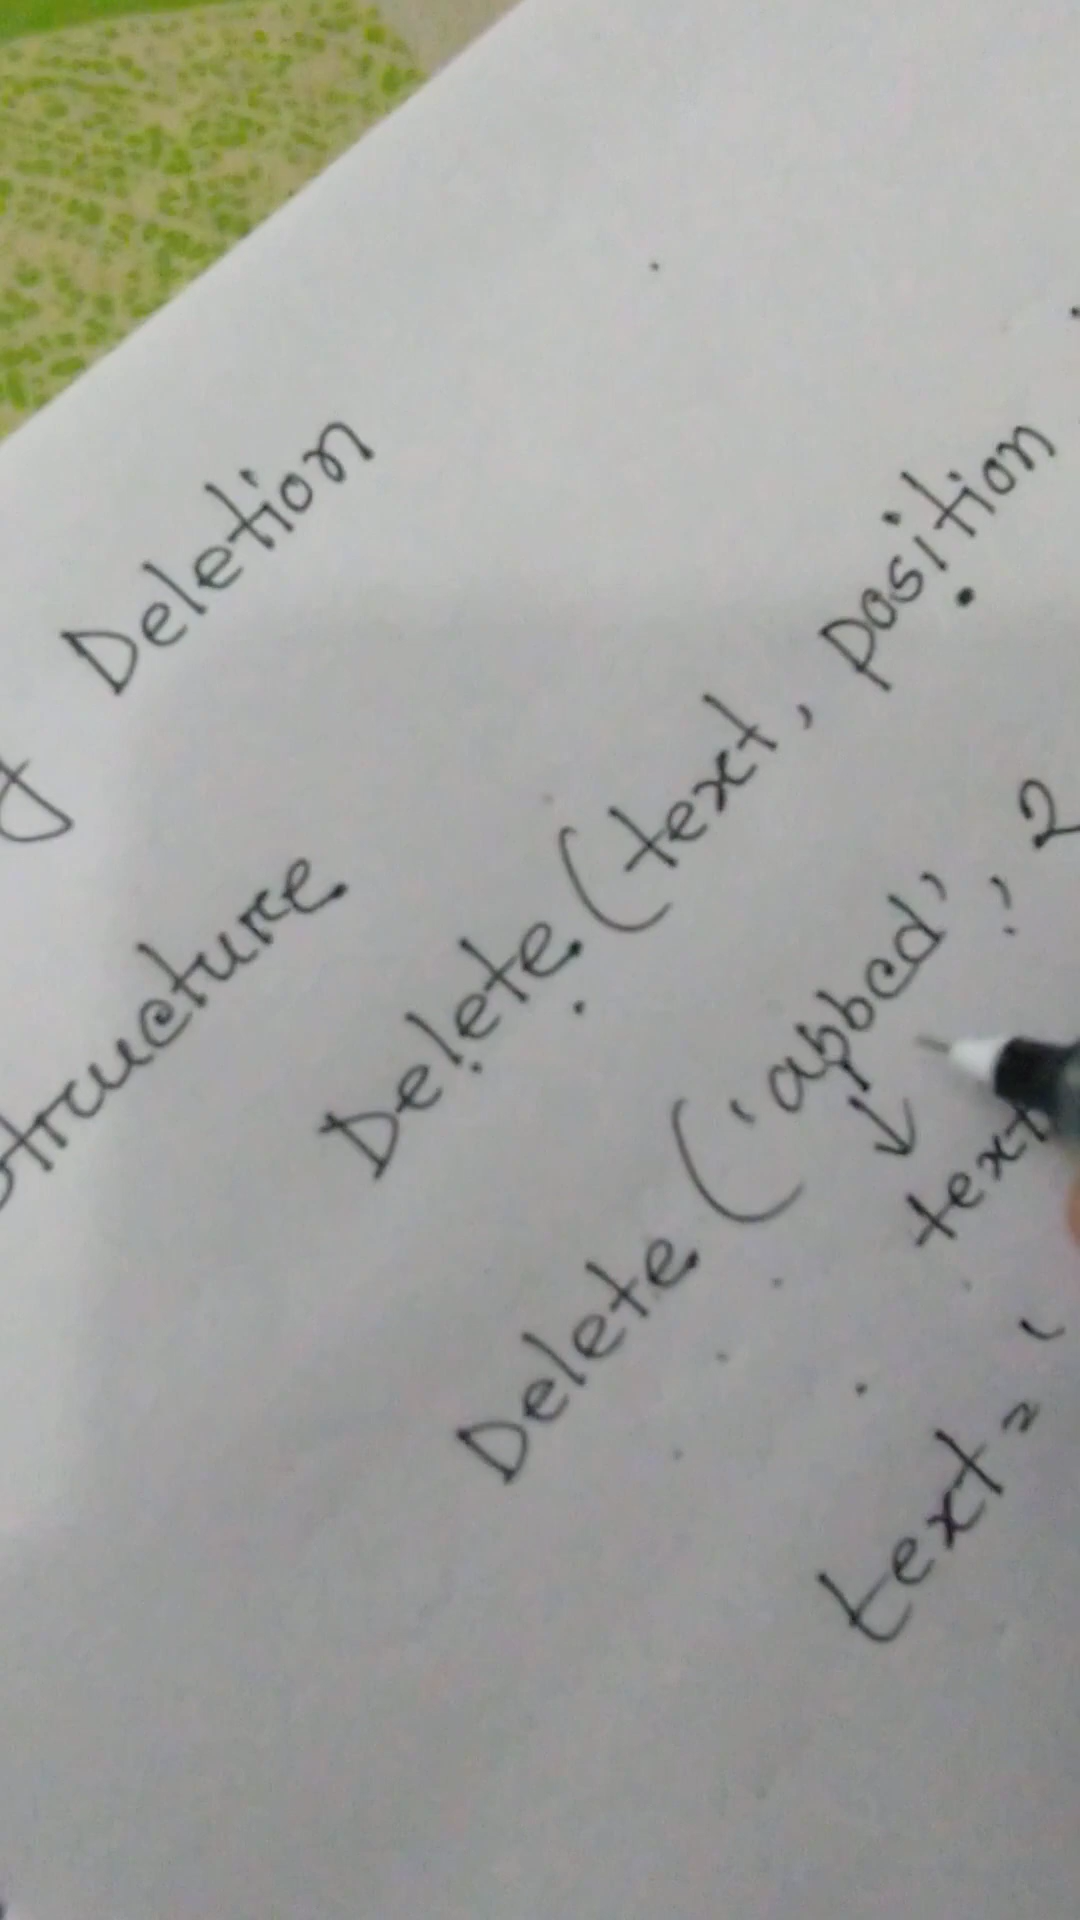 Deletion
structure
Delete (text, position
Delete ('abbcd', 2
text
text = '